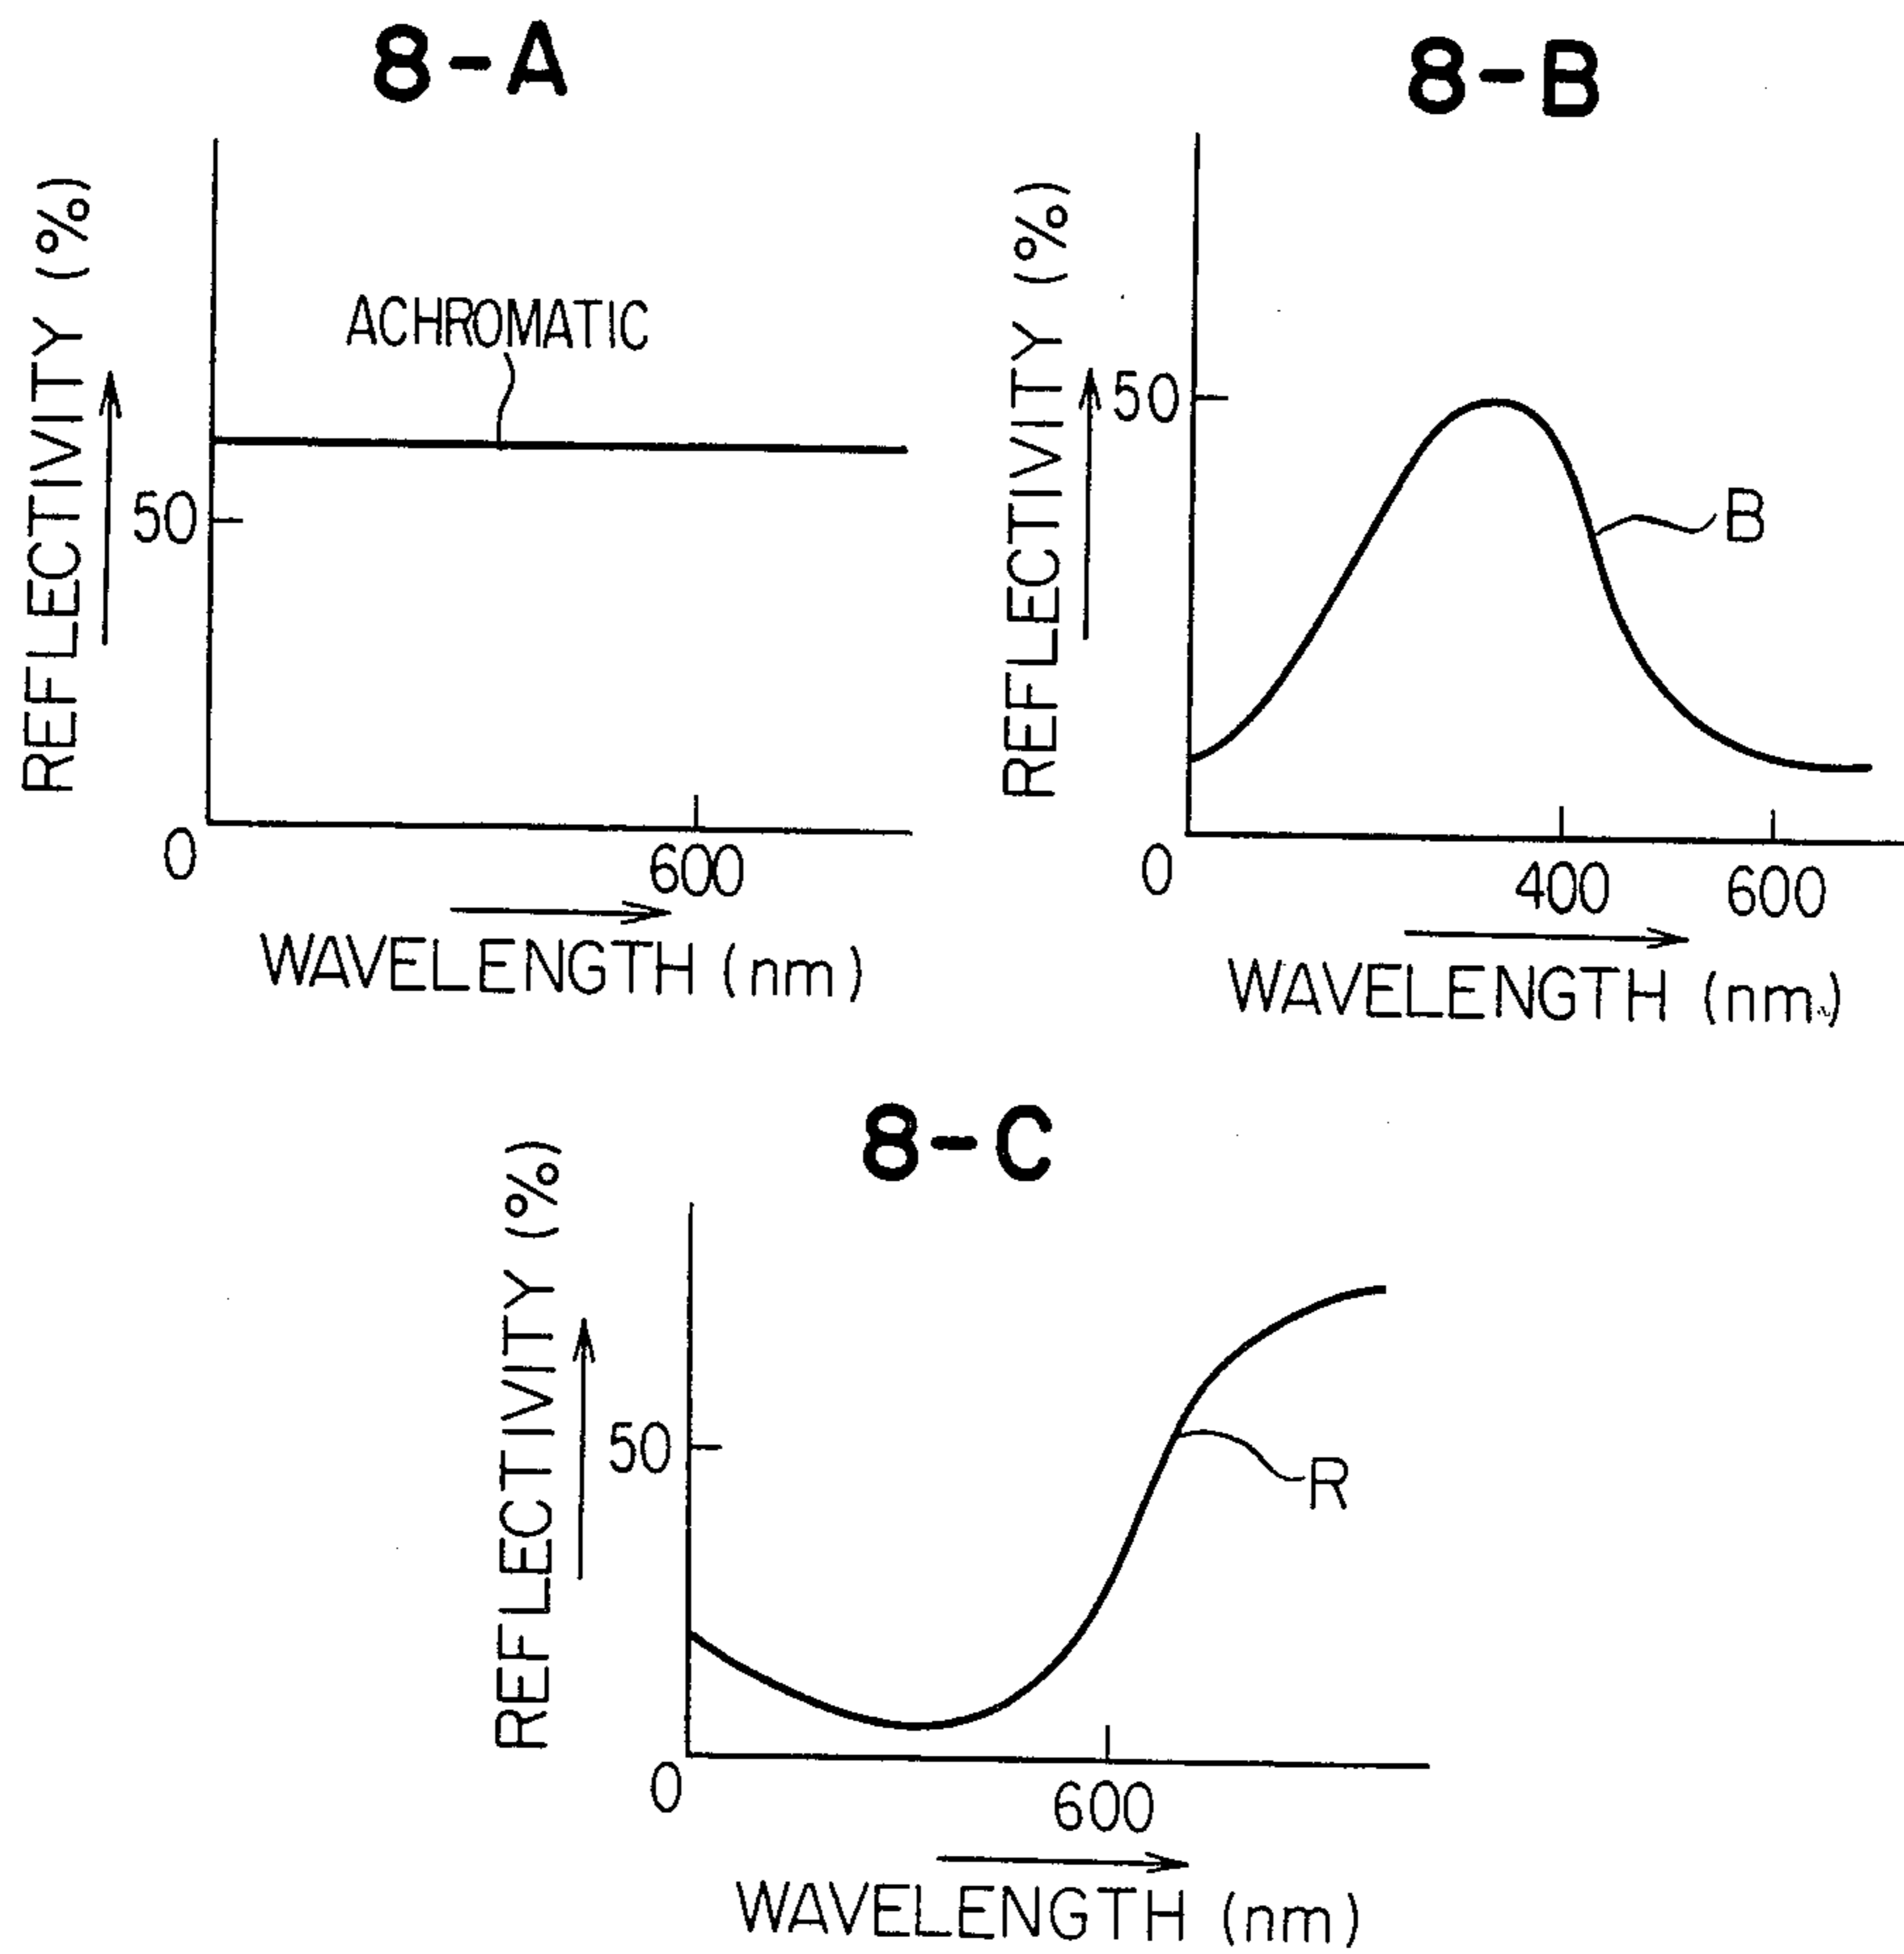 8-A
REFLECTIVITY (%)
ACHROMATIC
50
0
600
WAVELENGTH (nm)
8-B
REFLECTIVITY (%)
50
B
0
400
600
WAVELENGTH (nm)
8-C
REFLECTIVITY (%)
50
R
0
600
WAVELENGTH (nm)